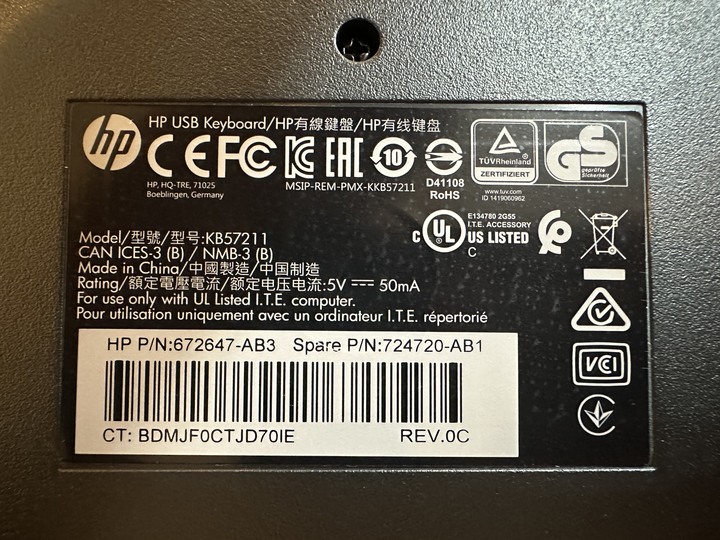 hp
HP USB Keyboard/HP有線鍵盤/HP有线键盘
CE FC KC EAC 10
HP, HQ-TRE, 71025
Boeblingen, Germany
MSIP-REM-PMX-KKB57211
D41108
RoHS
TÜVRheinland
ZERTIFIZIERT
www.tuv.com
ID 1419060962
GS
geprüfte
Sicherheit
c UL US LISTED
E134780 2G55
I.T.E. ACCESSORY
C
Model/型號/型号:KB57211
CAN ICES-3 (B) / NMB-3 (B)
Made in China/中國製造/中国制造
Rating/額定電壓電流/额定电压电流:5V 50mA
For use only with UL Listed I.T.E. computer.
Pour utilisation uniquement avec un ordinateur I.T.E. répertorié
VCI
HP P/N:672647-AB3 Spare P/N:724720-AB1
CT: BDMJF0CTJD70IE REV.0C